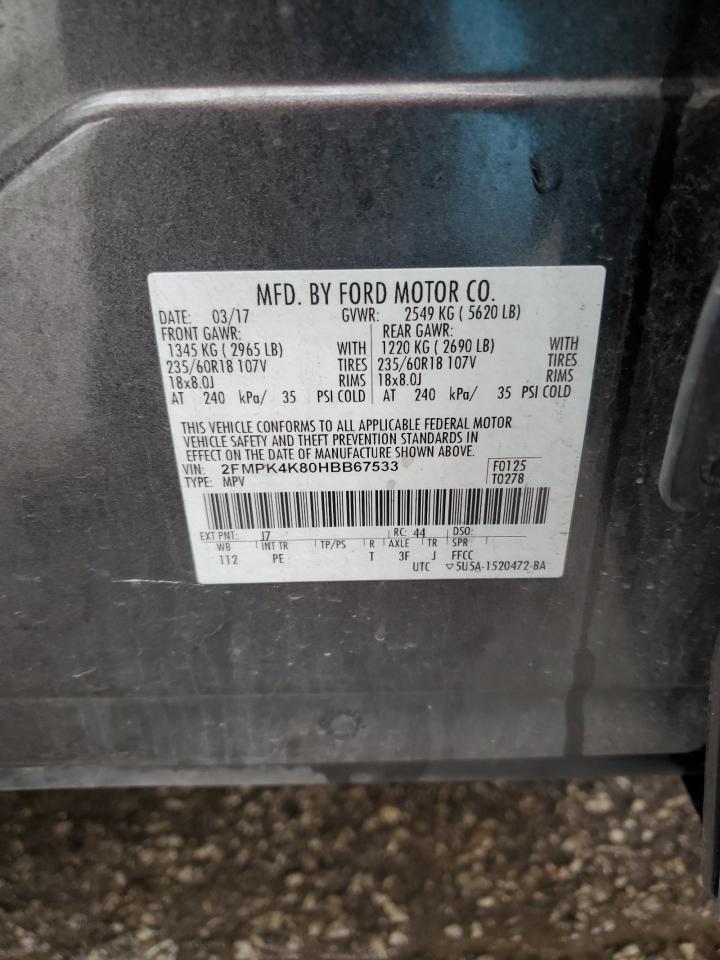 MFD. BY FORD MOTOR CO.
DATE: 03/17 GVWR: 2549 KG ( 5620 LB)
FRONT GAWR: REAR GAWR:
1345 KG ( 2965 LB) WITH 1220 KG ( 2690 LB) WITH
235/60R18 107V TIRES 235/60R18 107V TIRES
18x8.0J RIMS 18x8.0J RIMS
AT 240 kPa/ 35 PSI COLD AT 240 kPa/ 35 PSI COLD
THIS VEHICLE CONFORMS TO ALL APPLICABLE FEDERAL MOTOR
VEHICLE SAFETY AND THEFT PREVENTION STANDARDS IN
EFFECT ON THE DATE OF MANUFACTURE SHOWN ABOVE.
VIN: 2FMPK4K80HBB67533 F0125
TYPE: MPV T0278
EXT PNT: J7 RC: 44 DSO:
WB INT TR TP/PS R AXLE TR SPR
112 PE T 3F J FFCC
UTC ▽5U5A-1520472-BA